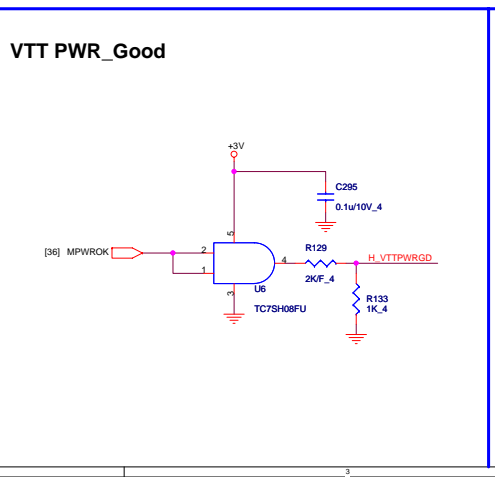 VTT PWR_Good
+3V
C295
0.1u/10V_4
5
[36] MPWROK
2
1
4
R129
H_VTTPWRGD
2K/F_4
U6
3
TC7SH08FU
R133
1K_4
3